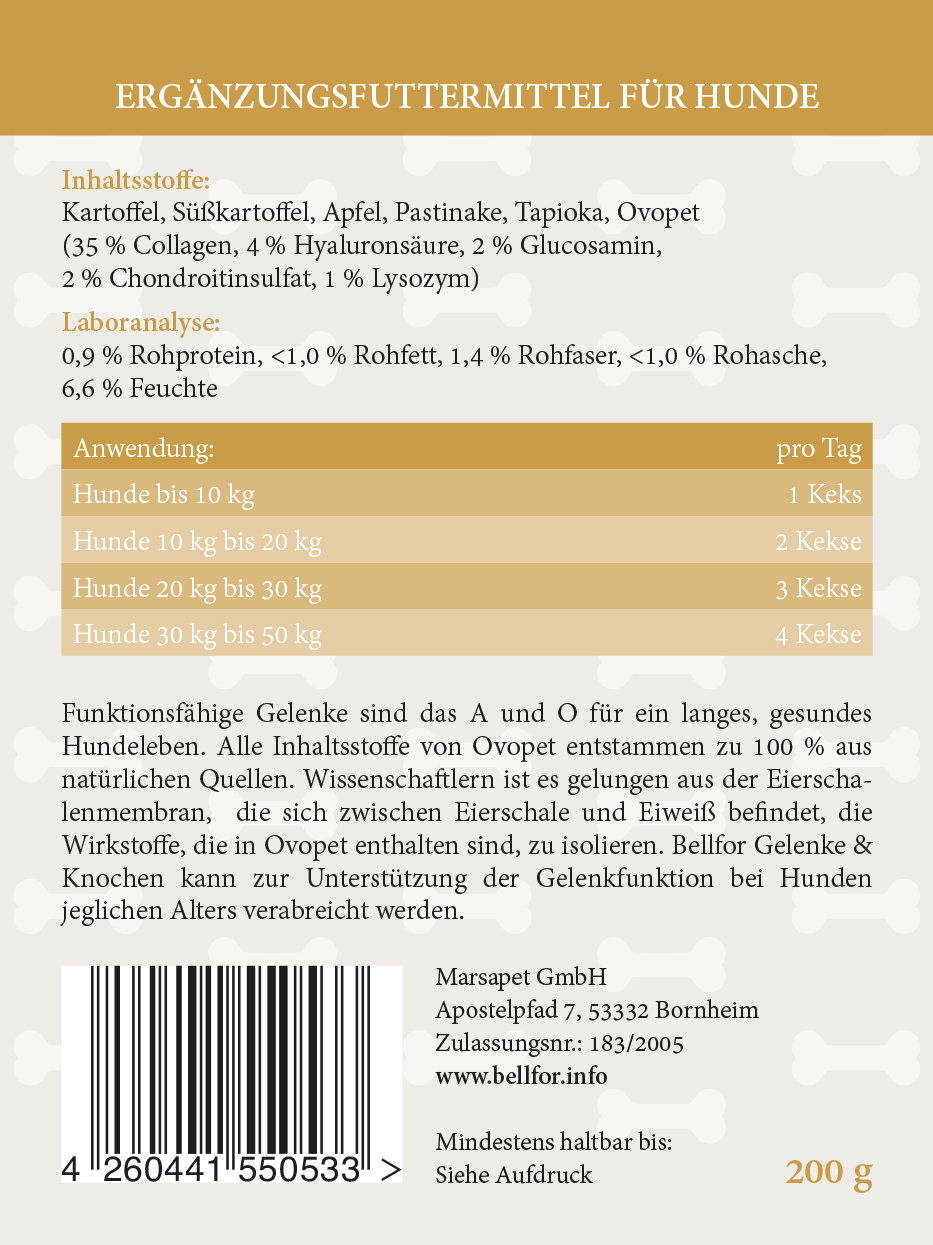 ERGÄNZUNGSFUTTERMITTEL FÜR HUNDE
Inhaltsstoffe:
Kartoffel, Süßkartoffel, Apfel, Pastinake, Tapioka, Ovopet
(35 % Collagen, 4 % Hyaluronsäure, 2 % Glucosamin,
2 % Chondroitinsulfat, 1 % Lysozym)
Laboranalyse:
0,9 % Rohprotein, <1,0 % Rohfett, 1,4 % Rohfaser, <1,0 % Rohasche,
6,6 % Feuchte
Anwendung: pro Tag
Hunde bis 10 kg 1 Keks
Hunde 10 kg bis 20 kg 2 Kekse
Hunde 20 kg bis 30 kg 3 Kekse
Hunde 30 kg bis 50 kg 4 Kekse
Funktionsfähige Gelenke sind das A und O für ein langes, gesundes
Hundeleben. Alle Inhaltsstoffe von Ovopet entstammen zu 100 % aus
natürlichen Quellen. Wissenschaftlern ist es gelungen aus der Eierscha-
lenmembran, die sich zwischen Eierschale und Eiweiß befindet, die
Wirkstoffe, die in Ovopet enthalten sind, zu isolieren. Bellfor Gelenke &
Knochen kann zur Unterstützung der Gelenkfunktion bei Hunden
jeglichen Alters verabreicht werden.
Marsapet GmbH
Apostelpfad 7, 53332 Bornheim
Zulassungsnr.: 183/2005
www.bellfor.info
Mindestens haltbar bis:
Siehe Aufdruck
4 260441 550533 >
200 g